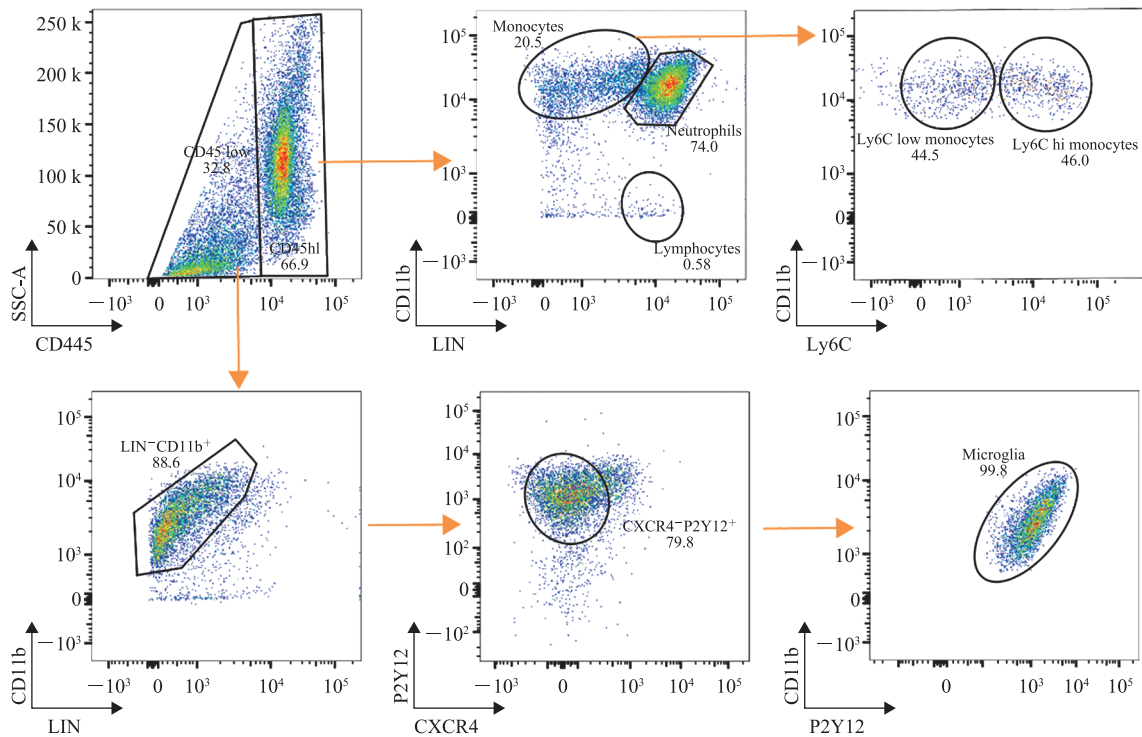 250 k
200 k
150 k
100 k
50 k
0
SSC-A
CD45 low
32.8
CD45hl
66.9
−10³ 0 10³ 10⁴ 10⁵
CD445
10⁵
10⁴
10³
0
−10³
CD11b
Monocytes
20.5
Neutrophils
74.0
Lymphocytes
0.58
−10³ 0 10³ 10⁴ 10⁵
LIN
10⁵
10⁴
10³
0
−10³
CD11b
Ly6C low monocytes
44.5
Ly6C hi monocytes
46.0
−10³ 0 10³ 10⁴ 10⁵
Ly6C
10⁵
10⁴
10³
0
−10³
CD11b
LIN⁻CD11b⁺
88.6
−10³ 0 10³ 10⁴ 10⁵
LIN
10⁵
10⁴
10³
10²
0
−10²
P2Y12
CXCR4⁻P2Y12⁺
79.8
−10³ 0 10³ 10⁴
CXCR4
10⁵
10⁴
10³
0
−10³
CD11b
Microglia
99.8
−10² 0 10² 10³ 10⁴ 10⁵
P2Y12